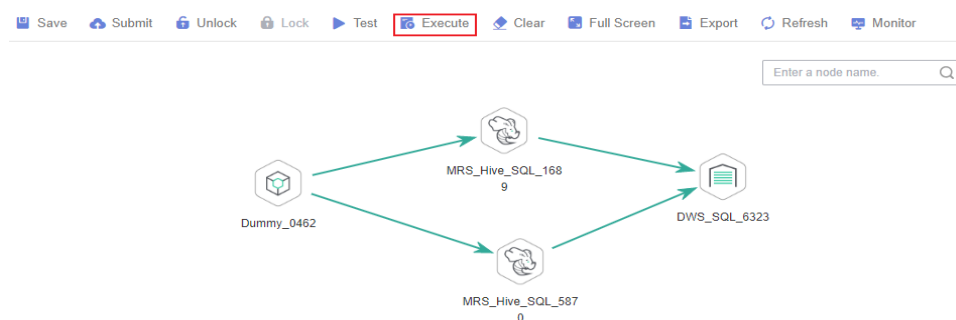 Save Submit Unlock Lock Test Execute Clear Full Screen Export Refresh Monitor
Enter a node name.
MRS_Hive_SQL_168
9
Dummy_0462
DWS_SQL_6323
MRS_Hive_SQL_587
0